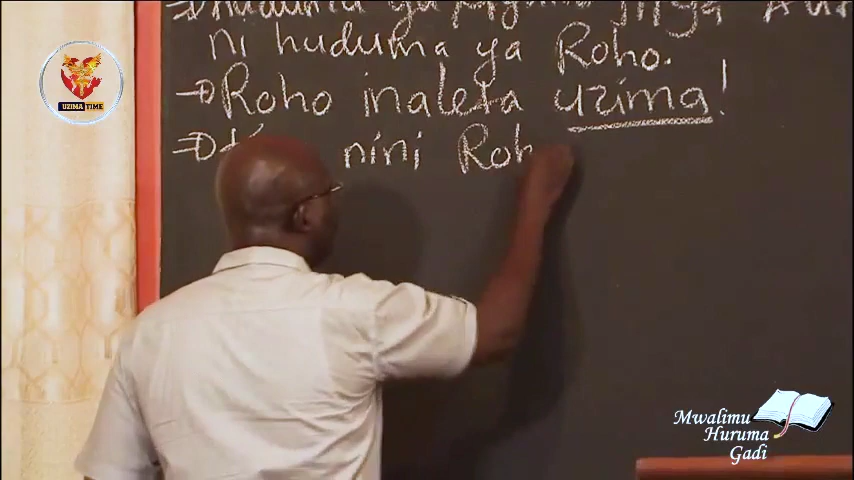 ni huduma ya Roho.
→ Roho inaleta uzima!
nini Roh
UZIMA TIME
Mwalimu
Huruma
Gadi